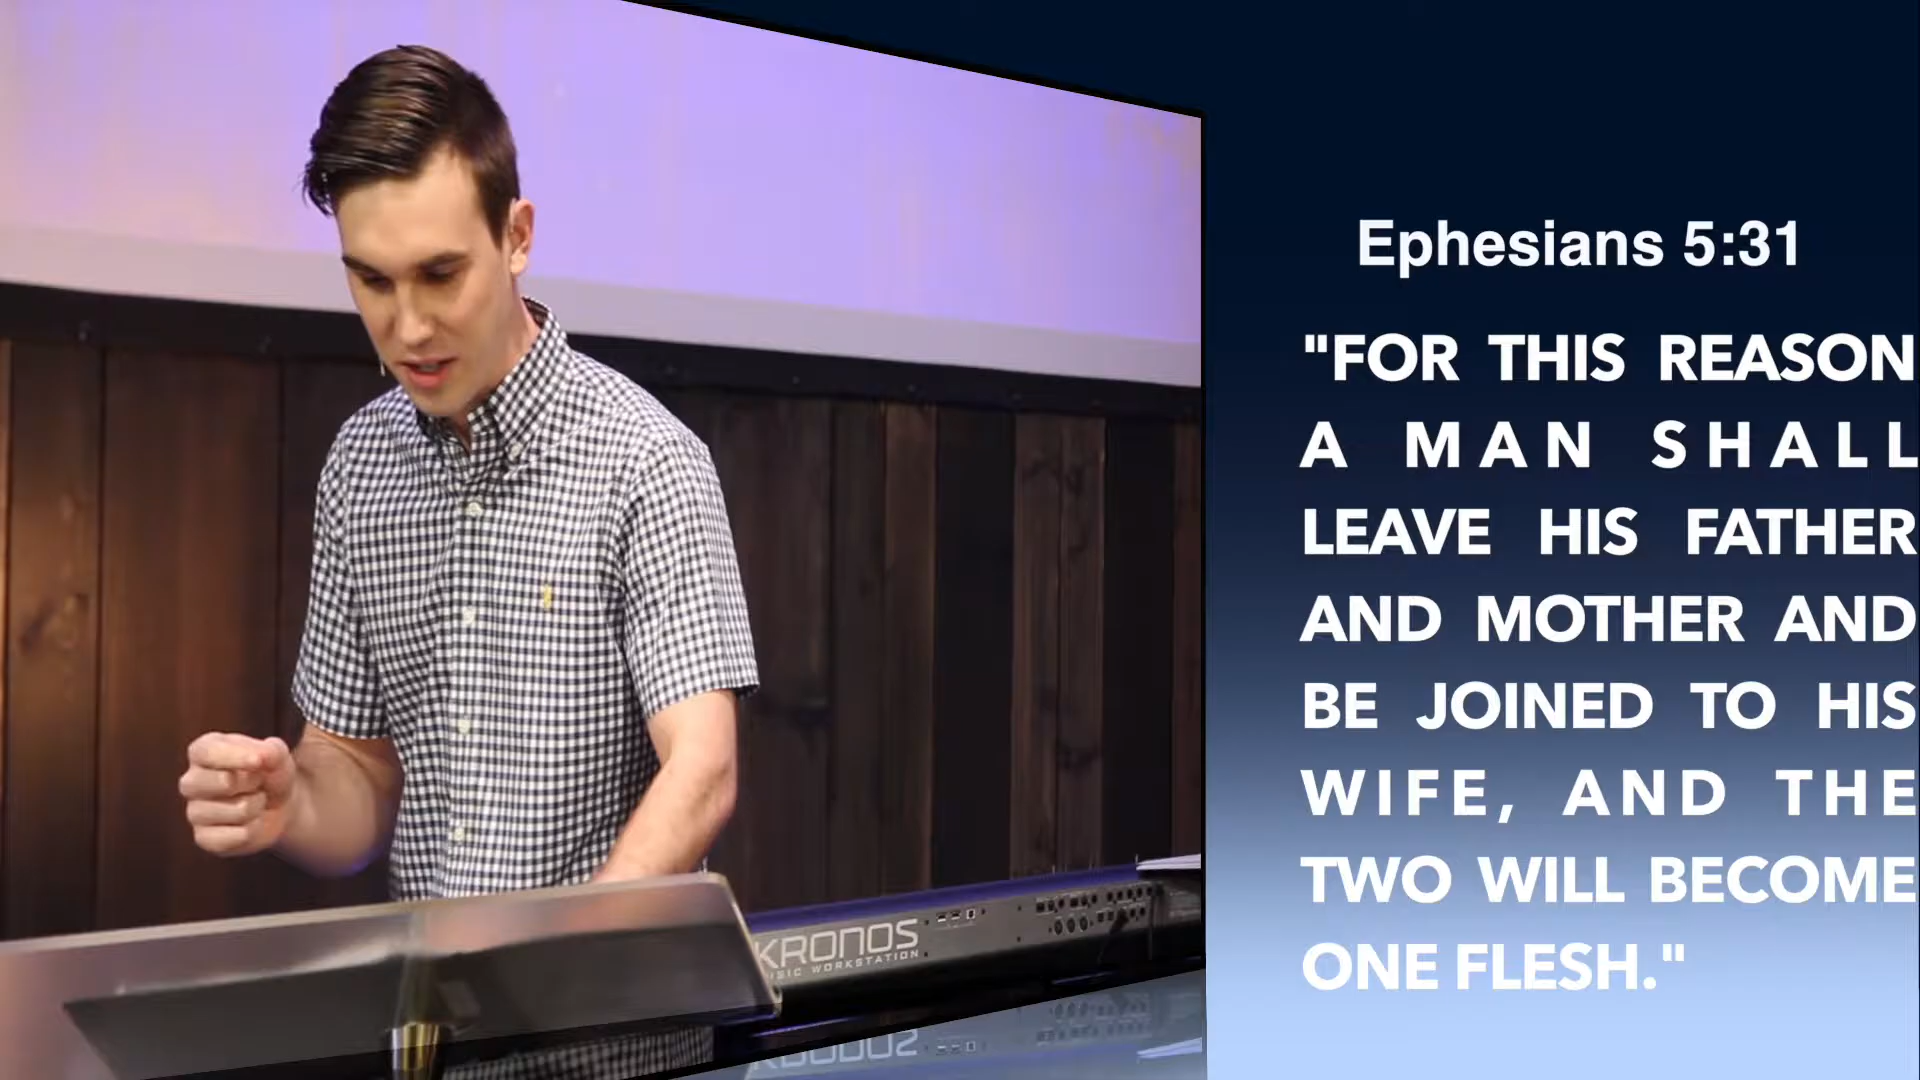 Ephesians 5:31
"FOR THIS REASON
A MAN SHALL
LEAVE HIS FATHER
AND MOTHER AND
BE JOINED TO HIS
WIFE, AND THE
TWO WILL BECOME
ONE FLESH."
KRONOS
SIC WORKSTATION